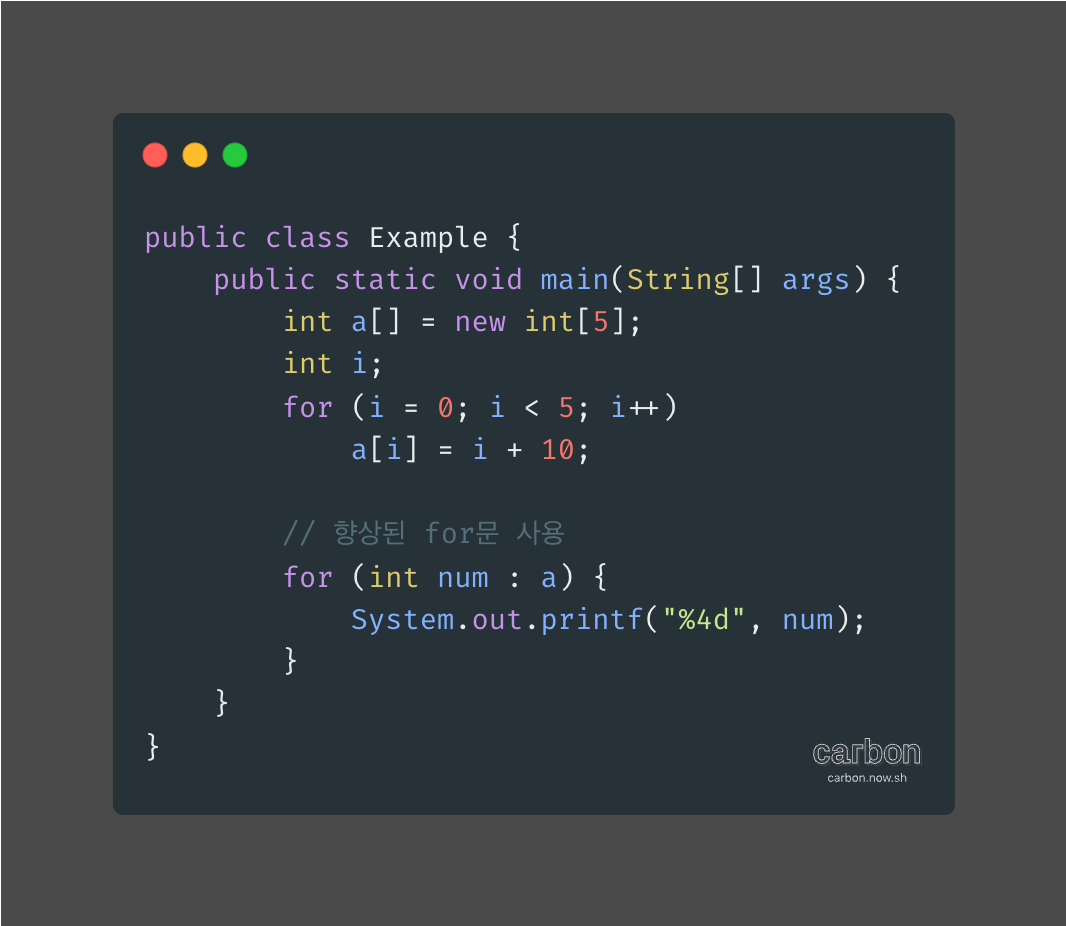 public class Example {
    public static void main(String[] args) {
        int a[] = new int[5];
        int i;
        for (i = 0; i < 5; i++)
            a[i] = i + 10;

        // 향상된 for문 사용
        for (int num : a) {
            System.out.printf("%4d", num);
        }
    }
}
carbon
carbon.now.sh